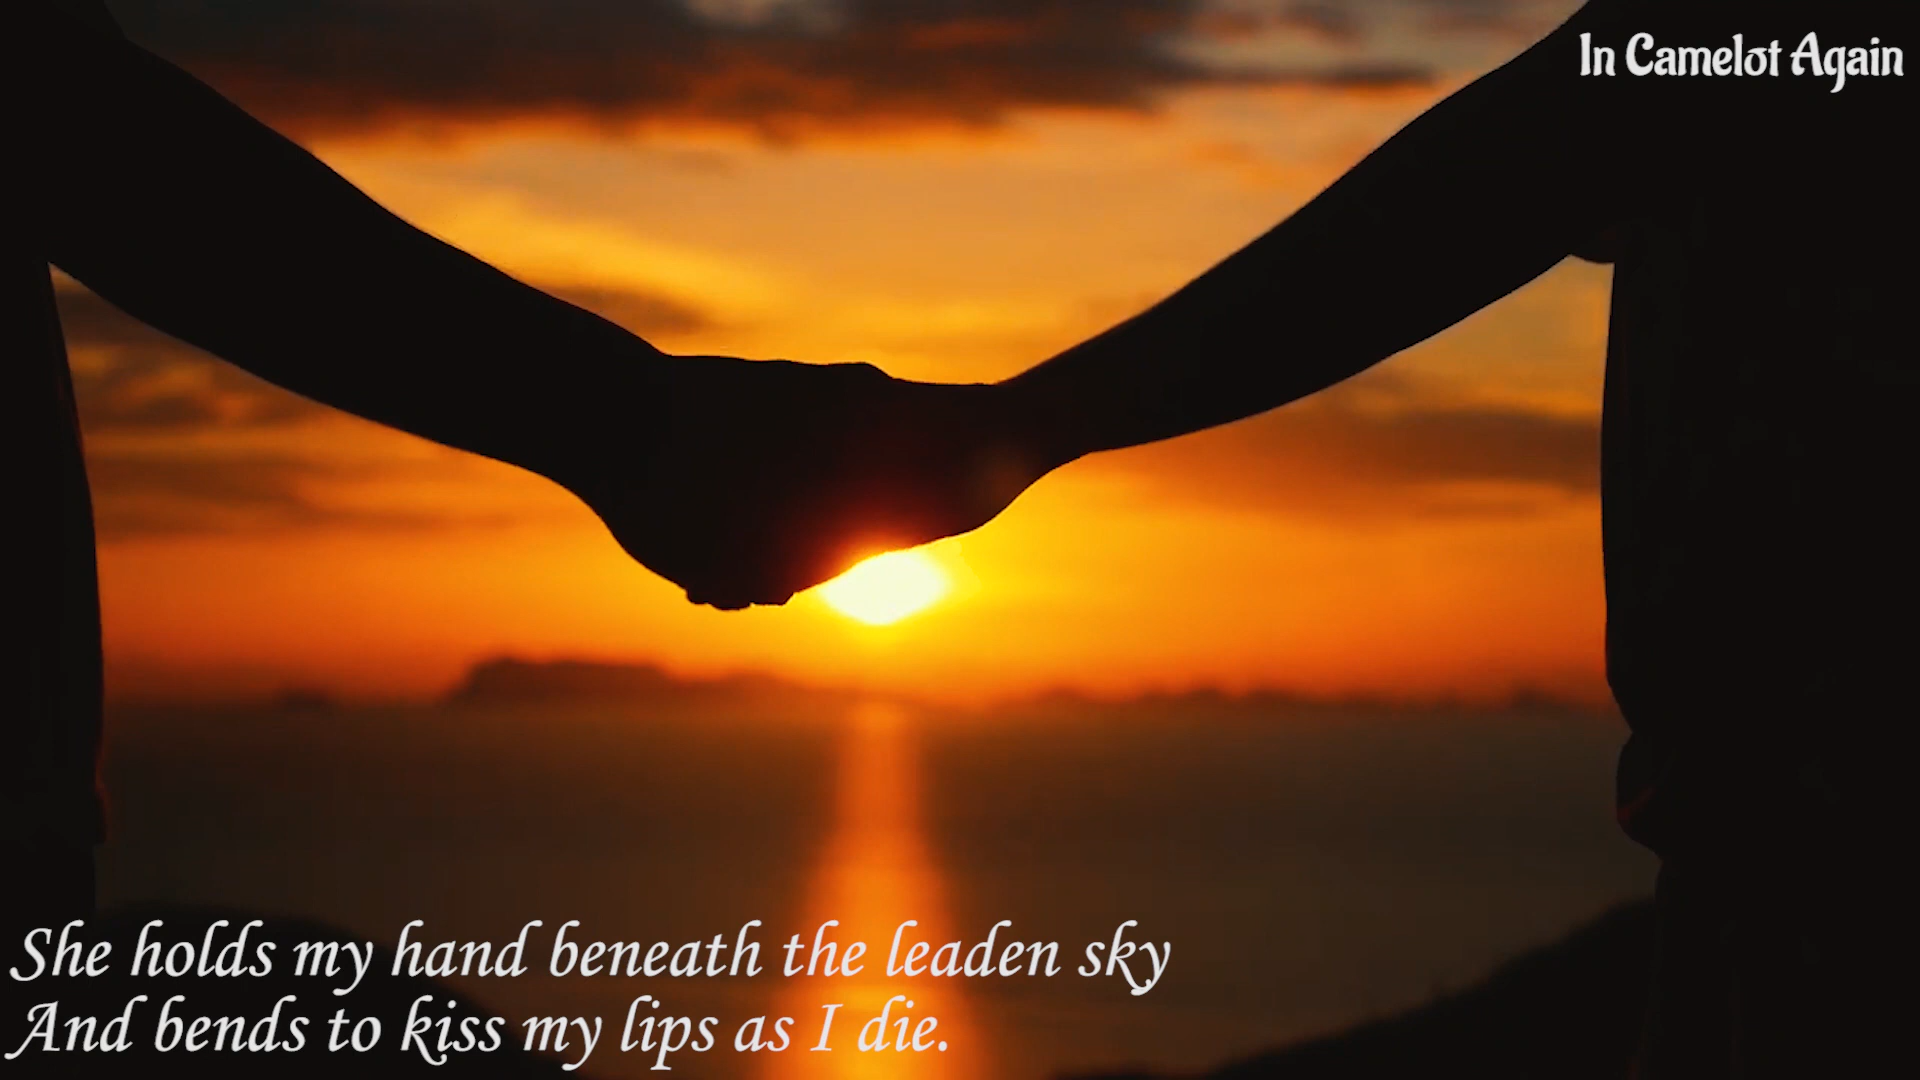 In Camelot Again
She holds my hand beneath the leaden sky
And bends to kiss my lips as I die.